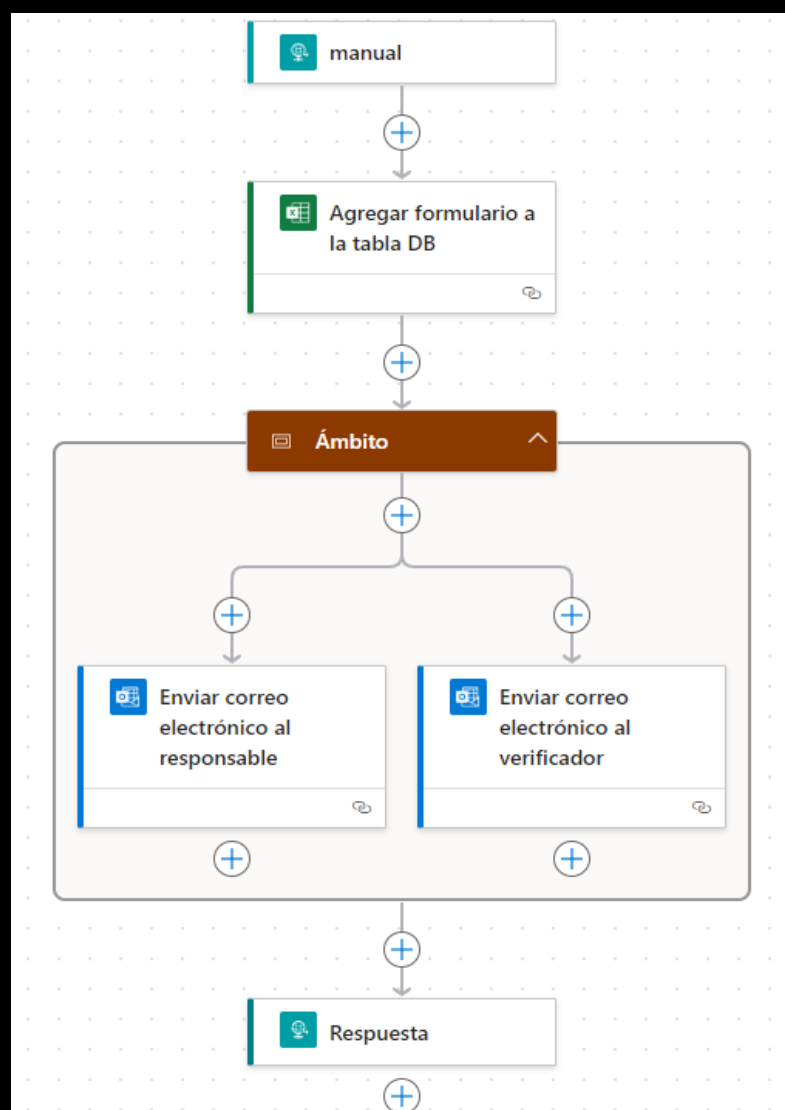 manual
Agregar formulario a
la tabla DB
Ámbito
Enviar correo
electrónico al
responsable
Enviar correo
electrónico al
verificador
Respuesta